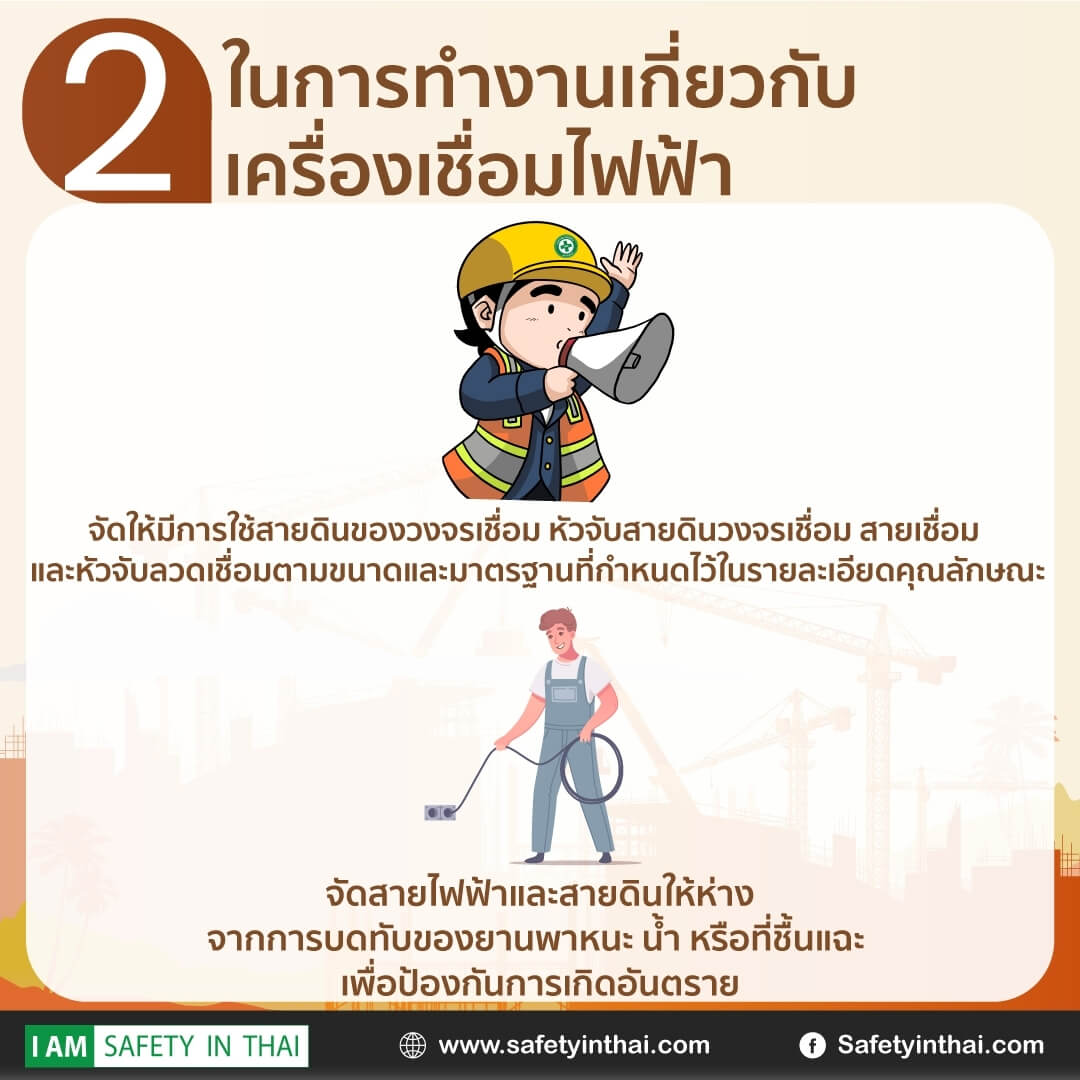 2
ในการทำงานเกี่ยวกับ
เครื่องเชื่อมไฟฟ้า
จัดให้มีการใช้สายดินของวงจรเชื่อม หัวจับสายดินวงจรเชื่อม สายเชื่อม
และหัวจับลวดเชื่อมตามขนาดและมาตรฐานที่กำหนดไว้ในรายละเอียดคุณลักษณะ
จัดสายไฟฟ้าและสายดินให้ห่าง
จากการบดทับของยานพาหนะ น้ำ หรือที่ชื้นแฉะ
เพื่อป้องกันการเกิดอันตราย
I AM SAFETY IN THAI www.safetyinthai.com Safetyinthai.com